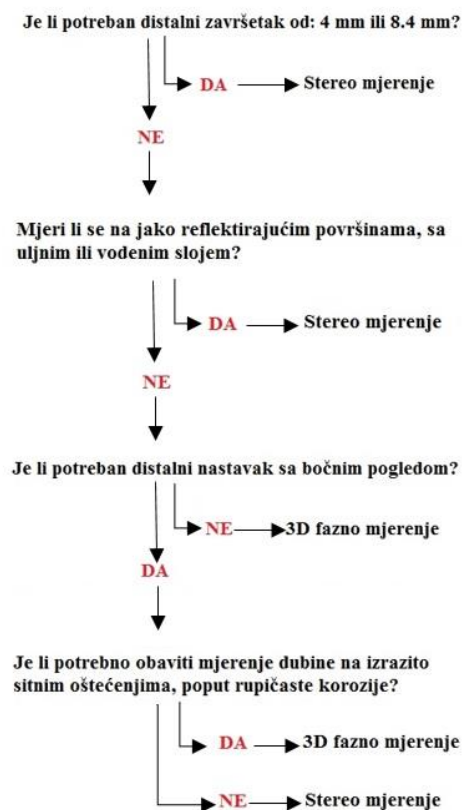 Je li potreban distalni završetak od: 4 mm ili 8.4 mm?
DA
Stereo mjerenje
NE
Mjeri li se na jako reflektirajućim površinama, sa
uljnim ili vodenim slojem?
DA
Stereo mjerenje
NE
Je li potreban distalni nastavak sa bočnim pogledom?
NE
3D fazno mjerenje
DA
Je li potrebno obaviti mjerenje dubine na izrazito
sitnim oštećenjima, poput rupičaste korozije?
DA
3D fazno mjerenje
NE
Stereo mjerenje